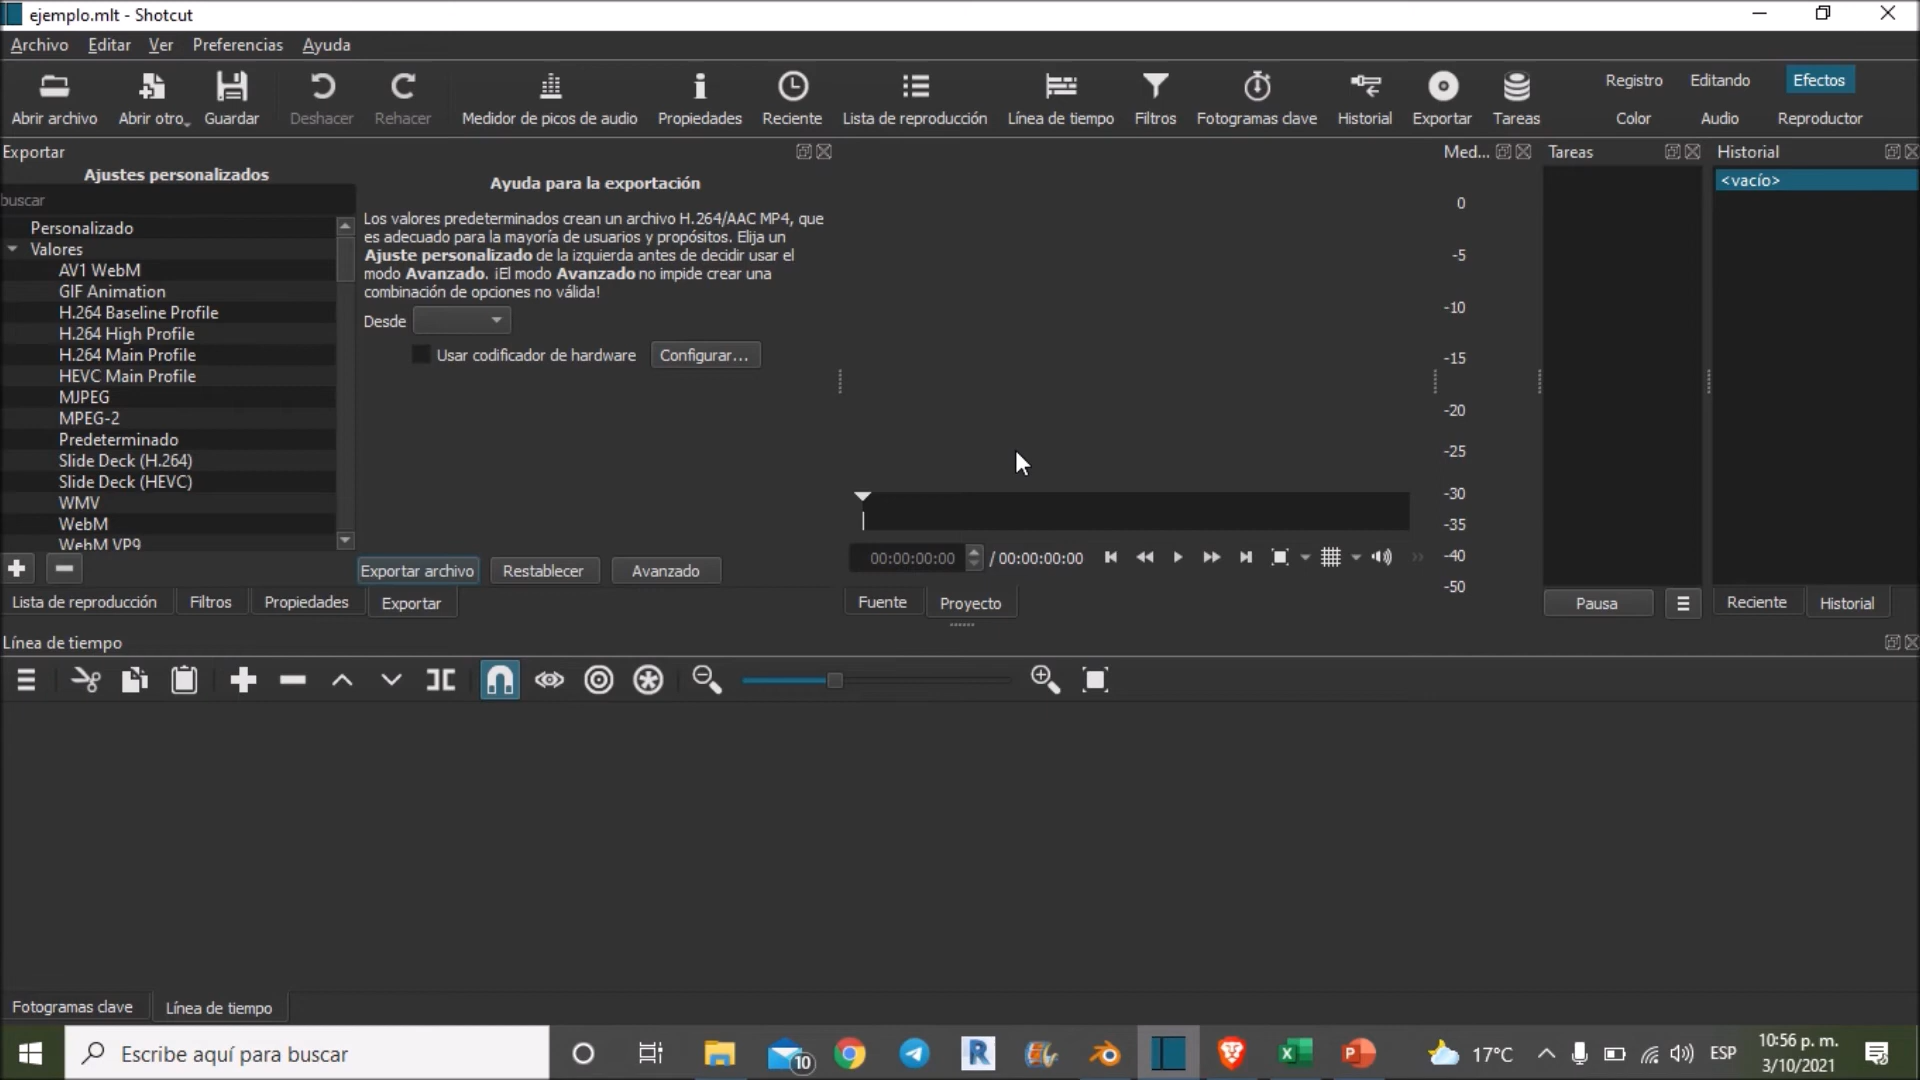 ejemplo.mlt - Shotcut
Archivo Editar Ver Preferencias Ayuda
Abrir archivo Abrir otro Guardar Deshacer Rehacer Medidor de picos de audio Propiedades Reciente Lista de reproducción Línea de tiempo Filtros Fotogramas clave Historial Exportar Tareas
Registro Editando Efectos
Color Audio Reproductor
Exportar
Ajustes personalizados
buscar
Personalizado
Valores
AV1 WebM
GIF Animation
H.264 Baseline Profile
H.264 High Profile
H.264 Main Profile
HEVC Main Profile
MJPEG
MPEG-2
Predeterminado
Slide Deck (H.264)
Slide Deck (HEVC)
WMV
WebM
WebM VP9
Ayuda para la exportación
Los valores predeterminados crean un archivo H.264/AAC MP4, que
es adecuado para la mayoría de usuarios y propósitos. Elija un
Ajuste personalizado de la izquierda antes de decidir usar el
modo Avanzado. ¡El modo Avanzado no impide crear una
combinación de opciones no válida!
Desde
Usar codificador de hardware Configurar...
Exportar archivo Restablecer Avanzado
Lista de reproducción Filtros Propiedades Exportar
00:00:00:00 / 00:00:00:00
Fuente Proyecto
Med...
0
-5
-10
-15
-20
-25
-30
-35
-40
-50
Tareas
Pausa
Historial
<vacío>
Reciente Historial
Línea de tiempo
Fotogramas clave Línea de tiempo
Escribe aquí para buscar
10
17°C
ESP
10:56 p. m.
3/10/2021